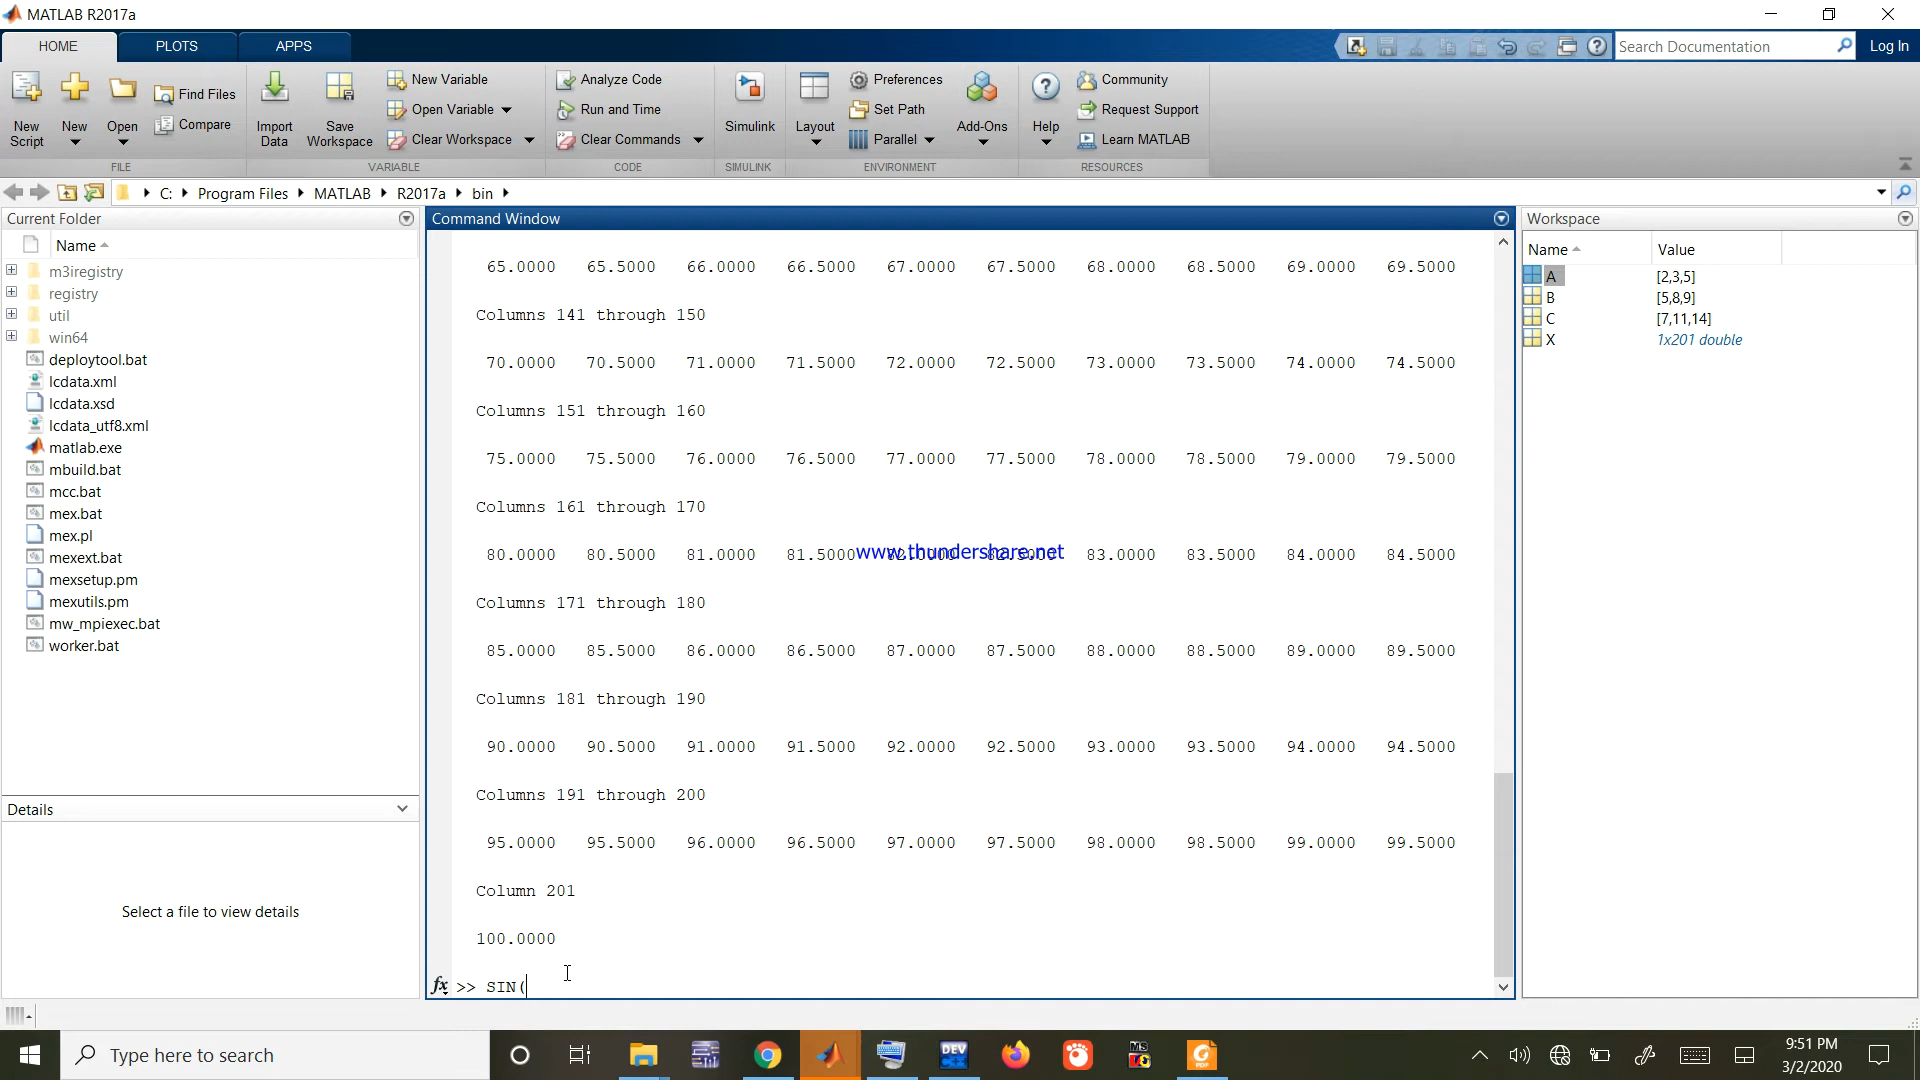 MATLAB R2017a
HOME PLOTS APPS
Search Documentation
Log In
New Script
New
Open
Find Files
Compare
Import Data
Save Workspace
New Variable
Open Variable
Clear Workspace
Analyze Code
Run and Time
Clear Commands
Simulink
Layout
Preferences
Set Path
Parallel
Add-Ons
Help
Community
Request Support
Learn MATLAB
FILE VARIABLE CODE SIMULINK ENVIRONMENT RESOURCES
C: Program Files MATLAB R2017a bin
Current Folder
Name
m3iregistry
registry
util
win64
deploytool.bat
lcdata.xml
lcdata.xsd
lcdata_utf8.xml
matlab.exe
mbuild.bat
mcc.bat
mex.bat
mex.pl
mexext.bat
mexsetup.pm
mexutils.pm
mw_mpiexec.bat
worker.bat
Details
Select a file to view details
Command Window
65.0000 65.5000 66.0000 66.5000 67.0000 67.5000 68.0000 68.5000 69.0000 69.5000
Columns 141 through 150
70.0000 70.5000 71.0000 71.5000 72.0000 72.5000 73.0000 73.5000 74.0000 74.5000
Columns 151 through 160
75.0000 75.5000 76.0000 76.5000 77.0000 77.5000 78.0000 78.5000 79.0000 79.5000
Columns 161 through 170
80.0000 80.5000 81.0000 81.5000 82.0000 82.5000 83.0000 83.5000 84.0000 84.5000
www.thundershare.net
Columns 171 through 180
85.0000 85.5000 86.0000 86.5000 87.0000 87.5000 88.0000 88.5000 89.0000 89.5000
Columns 181 through 190
90.0000 90.5000 91.0000 91.5000 92.0000 92.5000 93.0000 93.5000 94.0000 94.5000
Columns 191 through 200
95.0000 95.5000 96.0000 96.5000 97.0000 97.5000 98.0000 98.5000 99.0000 99.5000
Column 201
100.0000
fx >> SIN(
Workspace
Name Value
A [2,3,5]
B [5,8,9]
C [7,11,14]
X 1x201 double
Type here to search
DEV
MS
PDF
9:51 PM
3/2/2020